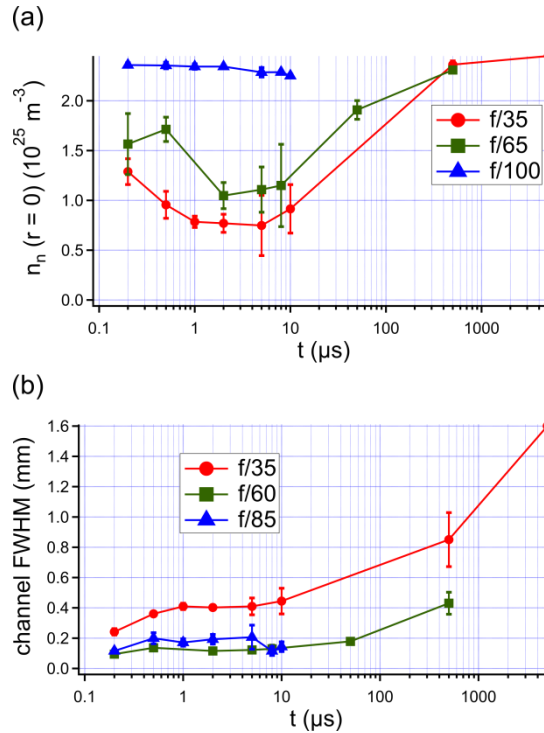 (a)
n_n (r = 0) (10^25 m^-3)
2.0
1.5
1.0
0.5
0.0
f/35
f/65
f/100
0.1 1 10 100 1000
t (μs)
(b)
channel FWHM (mm)
1.6
1.4
1.2
1.0
0.8
0.6
0.4
0.2
0.0
f/35
f/60
f/85
0.1 1 10 100 1000
t (μs)